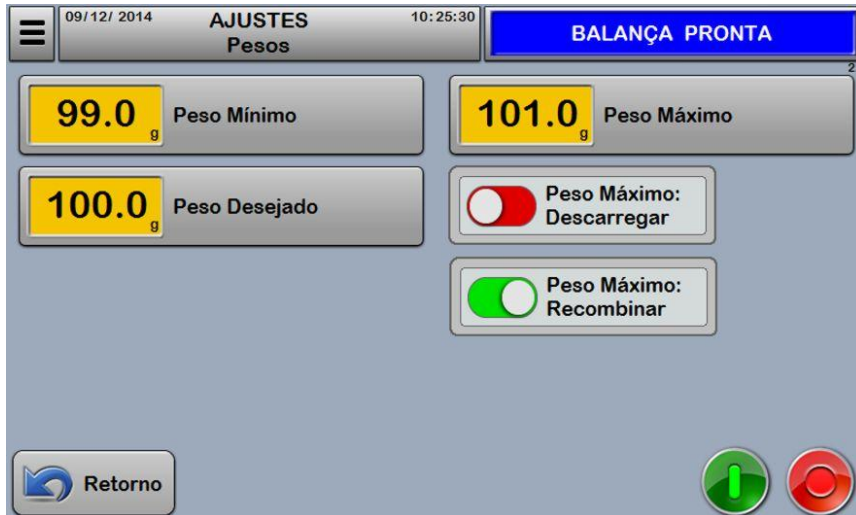 09/12/ 2014
AJUSTES
10:25:30
Pesos
BALANÇA PRONTA
2
99.0
g
Peso Mínimo
101.0
g
Peso Máximo
100.0
g
Peso Desejado
Peso Máximo:
Descarregar
Peso Máximo:
Recombinar
Retorno